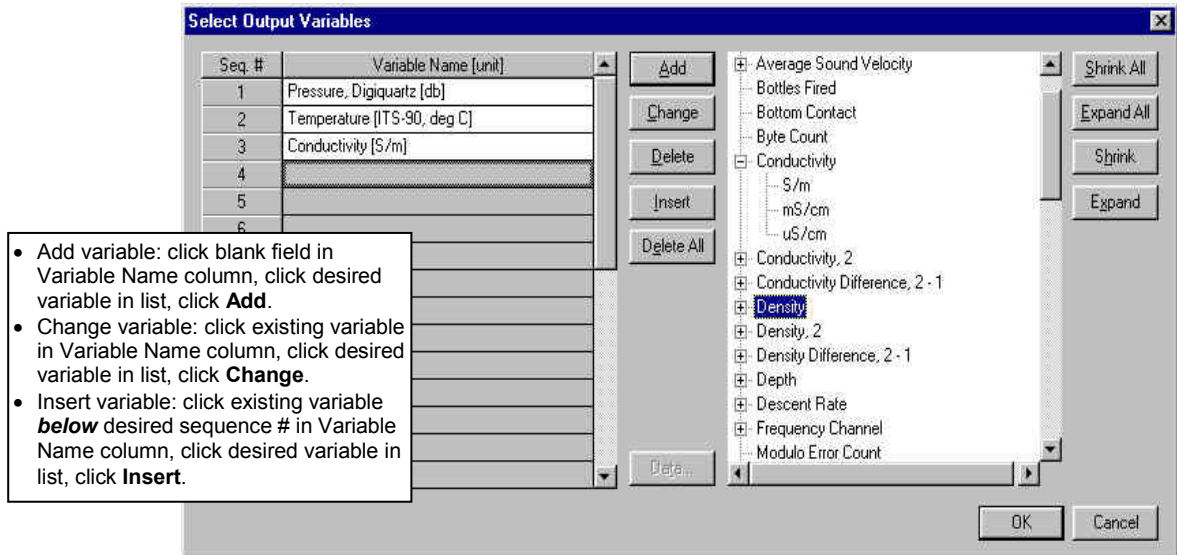 Select Output Variables
Seq. # Variable Name [unit]
1 Pressure, Digiquartz [db]
2 Temperature [ITS-90, deg C]
3 Conductivity [S/m]
4
5
6
• Add variable: click blank field in
Variable Name column, click desired
variable in list, click Add.
• Change variable: click existing variable
in Variable Name column, click desired
variable in list, click Change.
• Insert variable: click existing variable
below desired sequence # in Variable
Name column, click desired variable in
list, click Insert.
Add
Change
Delete
Insert
Delete All
Data...
Average Sound Velocity
Bottles Fired
Bottom Contact
Byte Count
Conductivity
S/m
mS/cm
uS/cm
Conductivity, 2
Conductivity Difference, 2 - 1
Density
Density, 2
Density Difference, 2 - 1
Depth
Descent Rate
Frequency Channel
Modulo Error Count
Shrink All
Expand All
Shrink
Expand
OK
Cancel